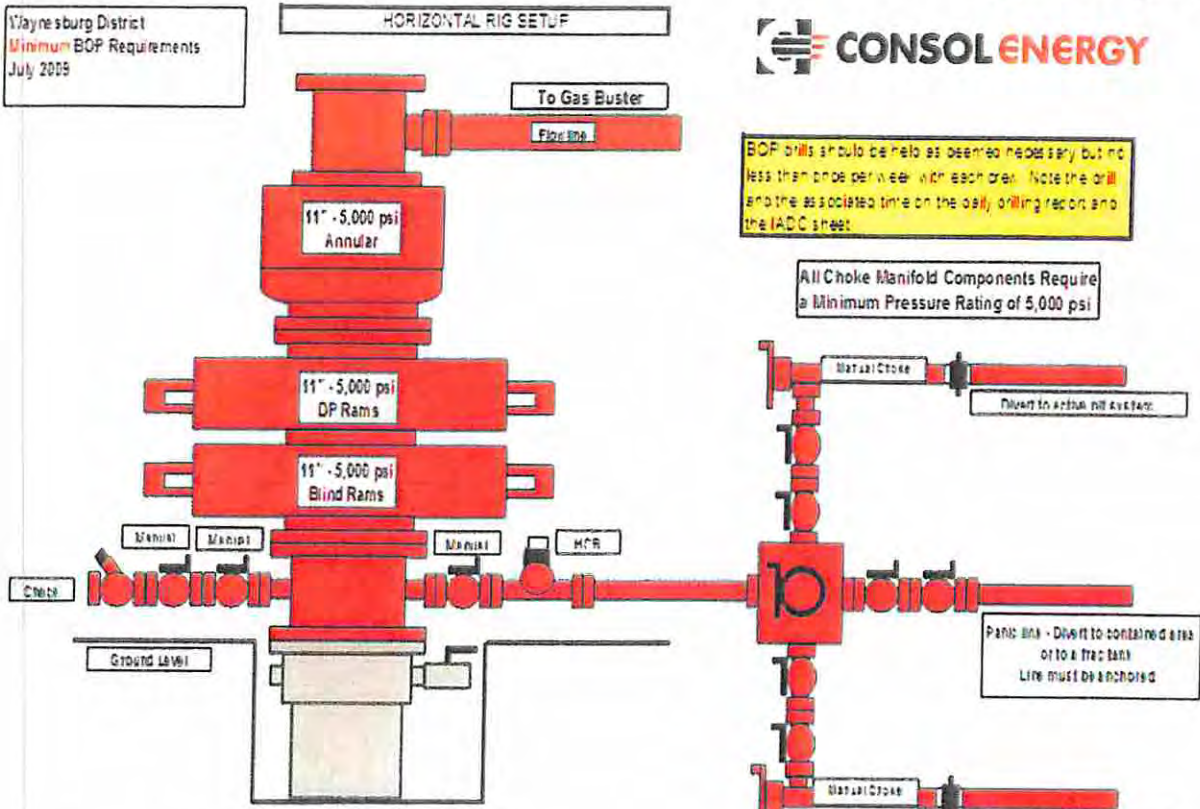 Waynesburg District
Minimum BOP Requirements
July 2009
HORIZONTAL RIG SETUP
CONSOL ENERGY
To Gas Buster
Flow line
BOP drills should be held as deemed necessary but no
less than once per week with each crew. Note the drill
and the associated time on the daily drilling report and
the IADC sheet
11" - 5,000 psi
Annular
All Choke Manifold Components Require
a Minimum Pressure Rating of 5,000 psi
Manual Choke
Divert to active pit system
11" - 5,000 psi
DP Rams
11" - 5,000 psi
Blind Rams
Manual
Manual
Manual
HCR
Panic line - Divert to contained area
or to a frac tank
Line must be anchored
Ground Level
Manual Choke